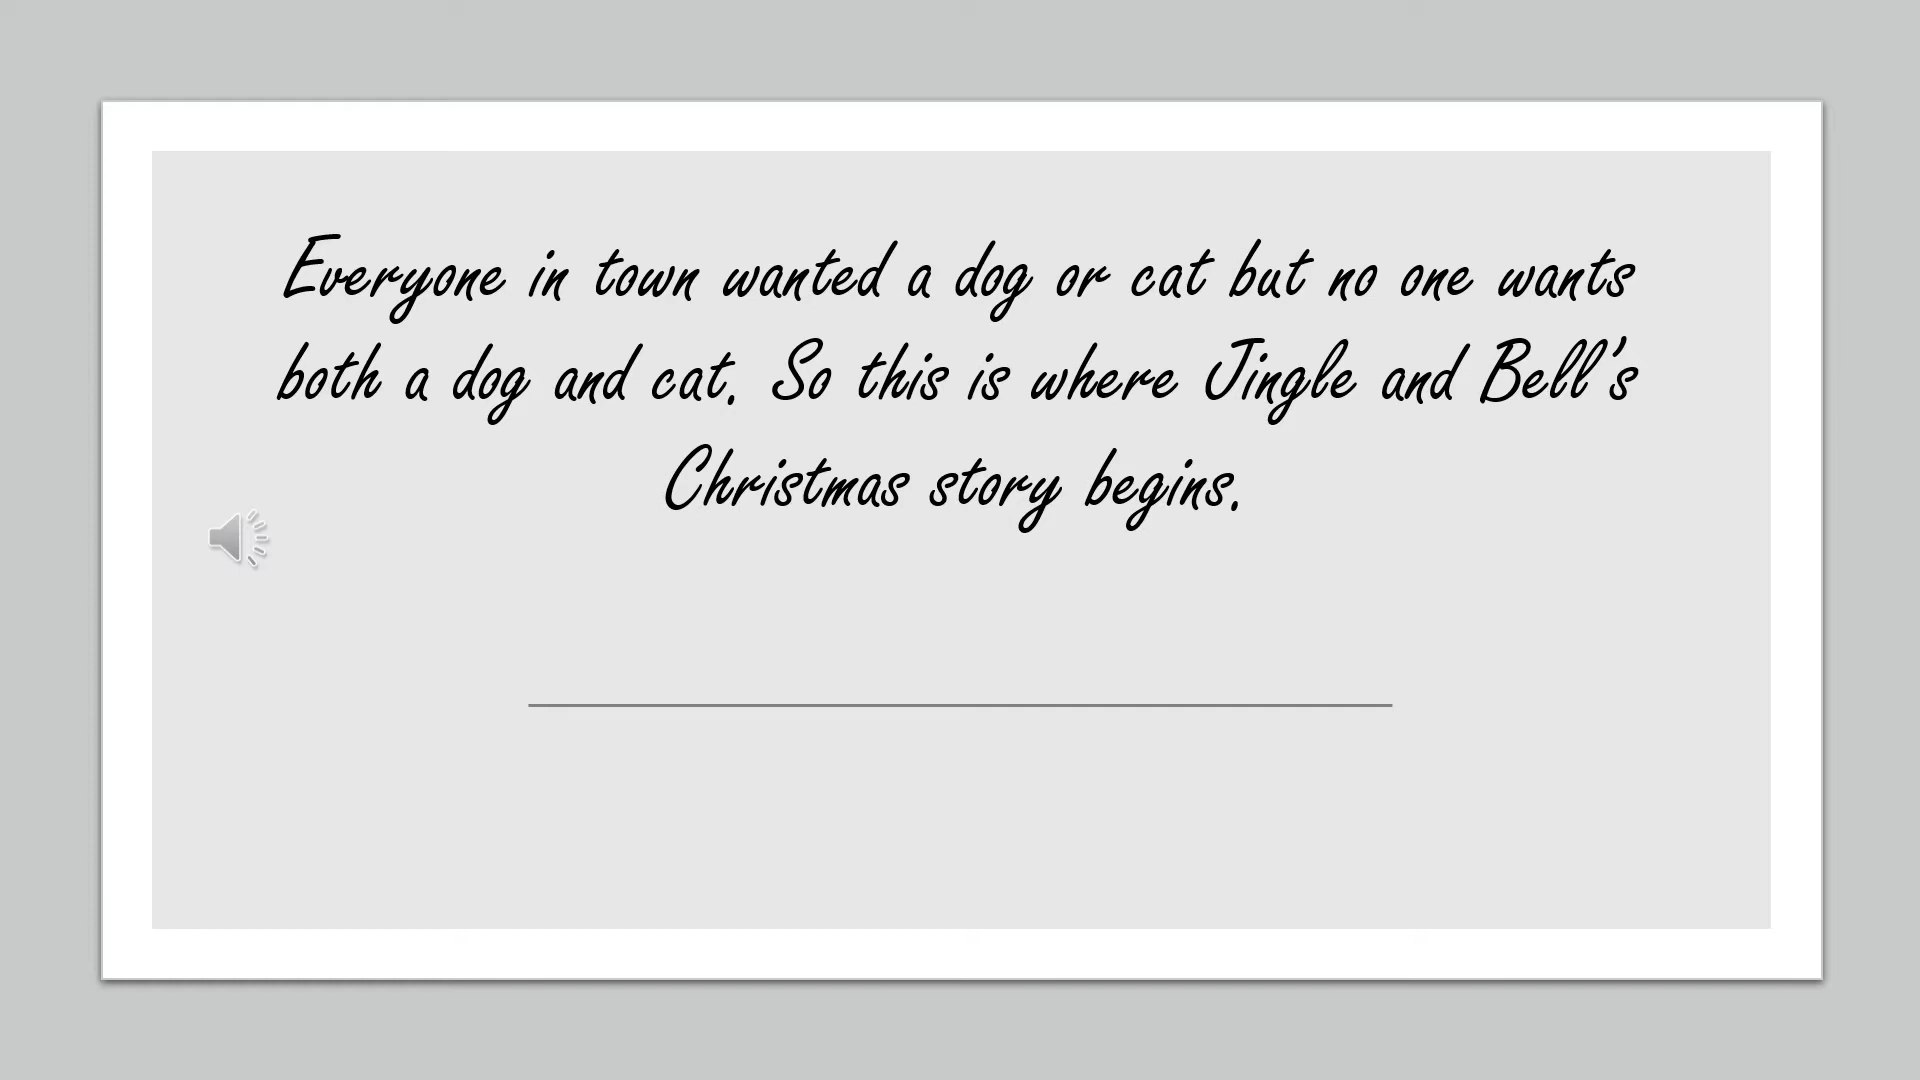 Everyone in town wanted a dog or cat but no one wants
both a dog and cat. So this is where Jingle and Bell's
Christmas story begins.